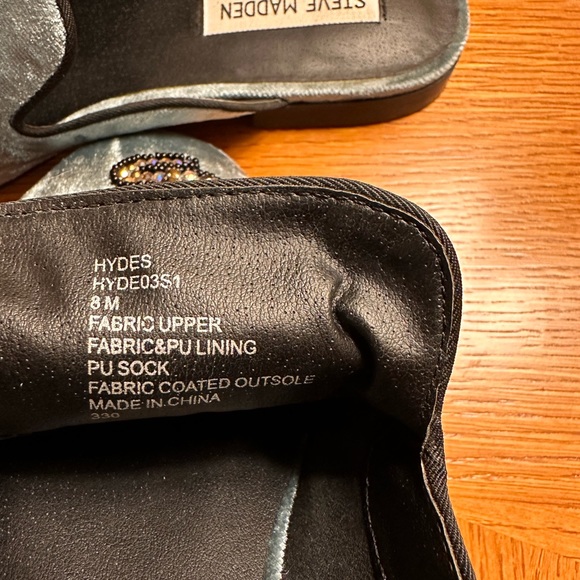 STEVE MADDEN
HYDES
HYDE03S1
8 M
FABRIC UPPER
FABRIC&PU LINING
PU SOCK
FABRIC COATED OUTSOLE
MADE IN CHINA
330